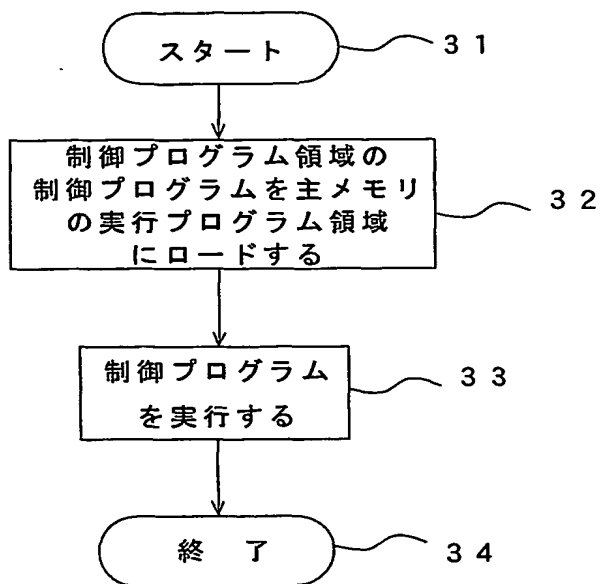 スタート
31
制御プログラム領域の
制御プログラムを主メモリ
の実行プログラム領域
にロードする
32
制御プログラム
を実行する
33
終了
34